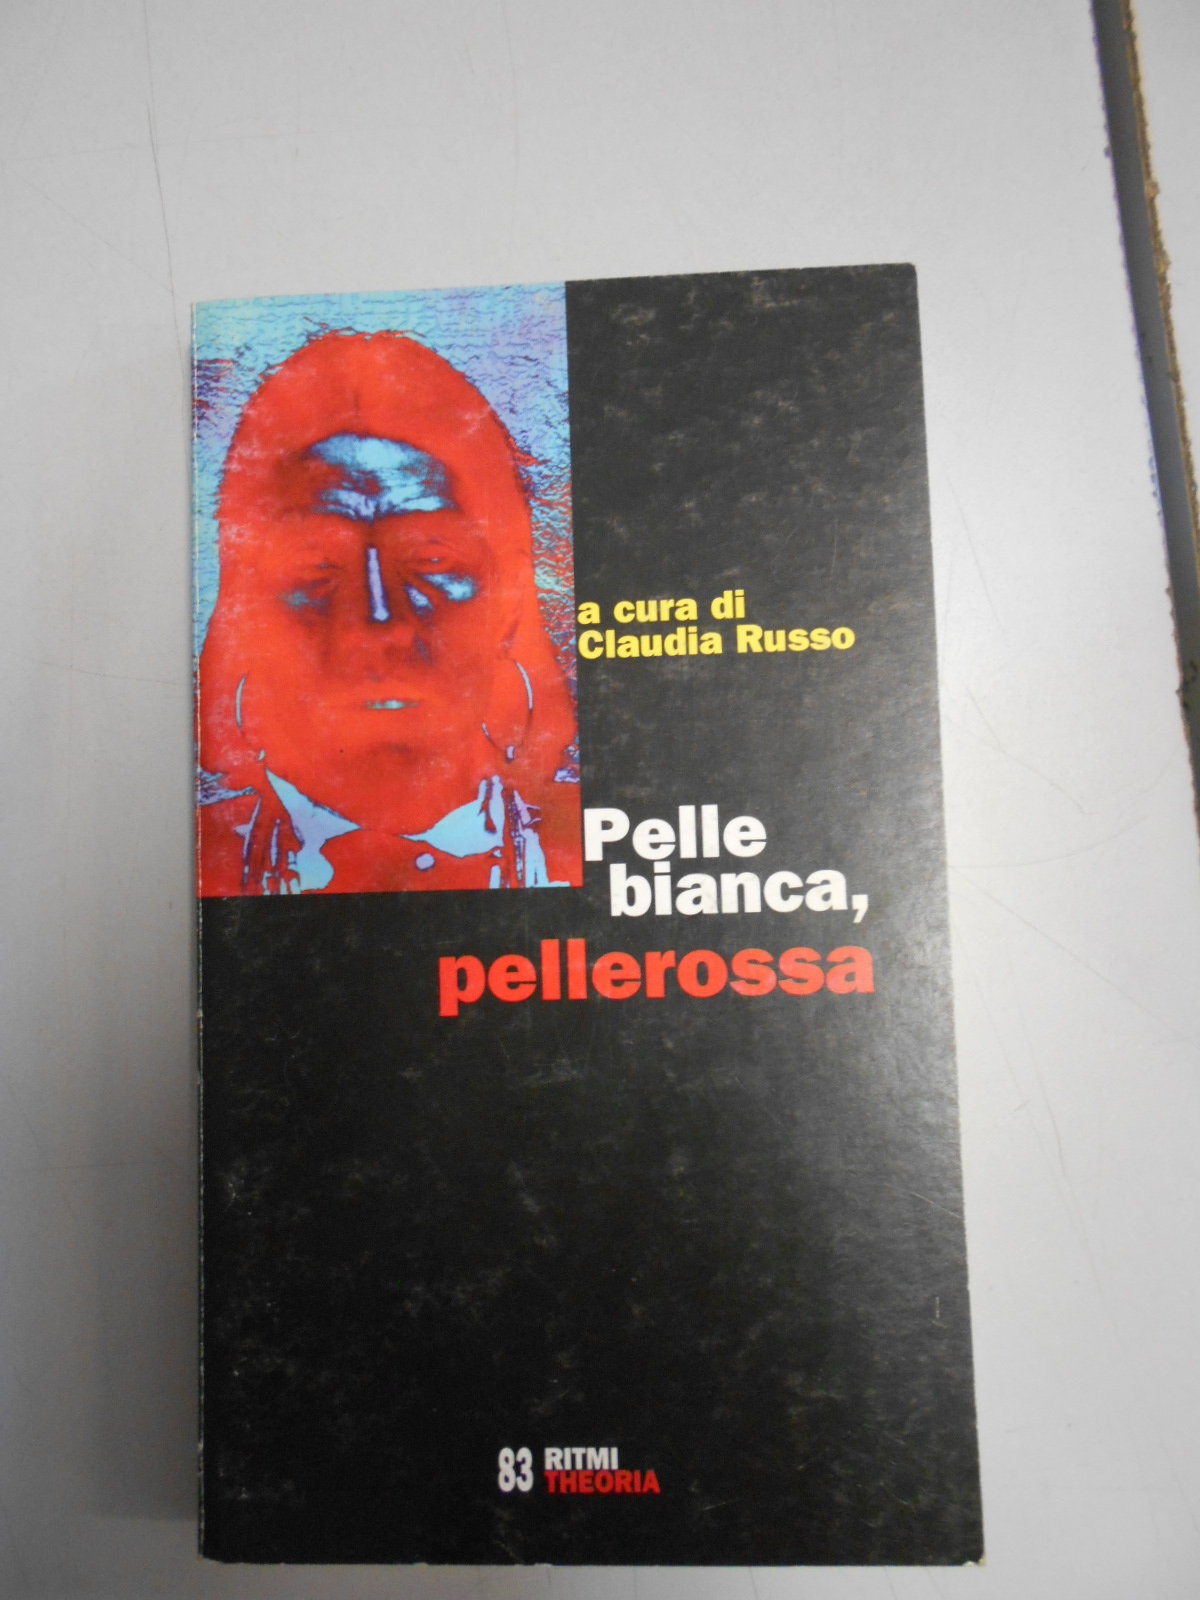 a cura di
Claudia Russo
Pelle
bianca,
pellerossa
83 RITMI
THEORIA